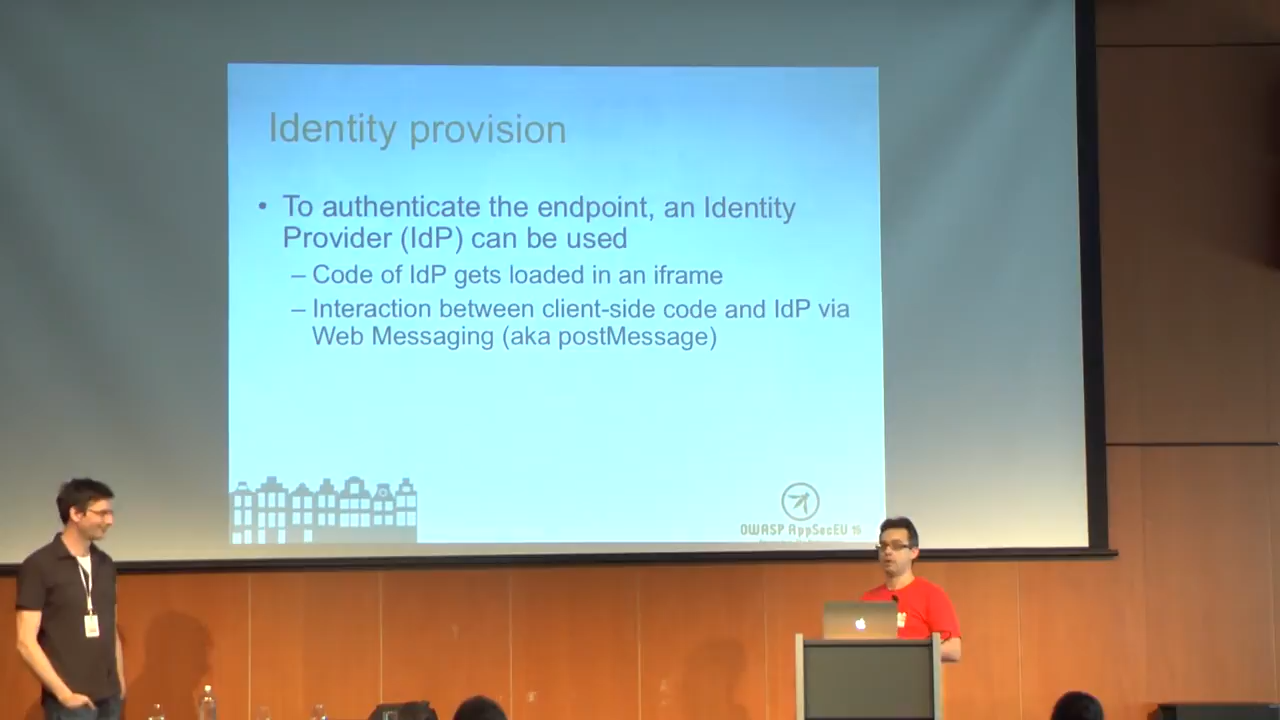 Identity provision
• To authenticate the endpoint, an Identity
Provider (IdP) can be used
– Code of IdP gets loaded in an iframe
– Interaction between client-side code and IdP via
Web Messaging (aka postMessage)
OWASP AppSecEU 15